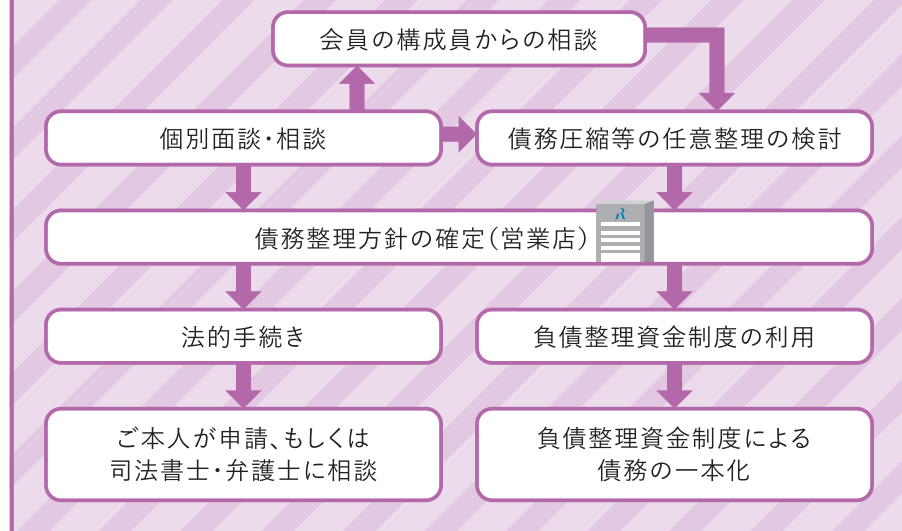 会員の構成員からの相談
個別面談・相談
債務圧縮等の任意整理の検討
債務整理方針の確定（営業店）
法的手続き
負債整理資金制度の利用
ご本人が申請、もしくは
司法書士・弁護士に相談
負債整理資金制度による
債務の一本化